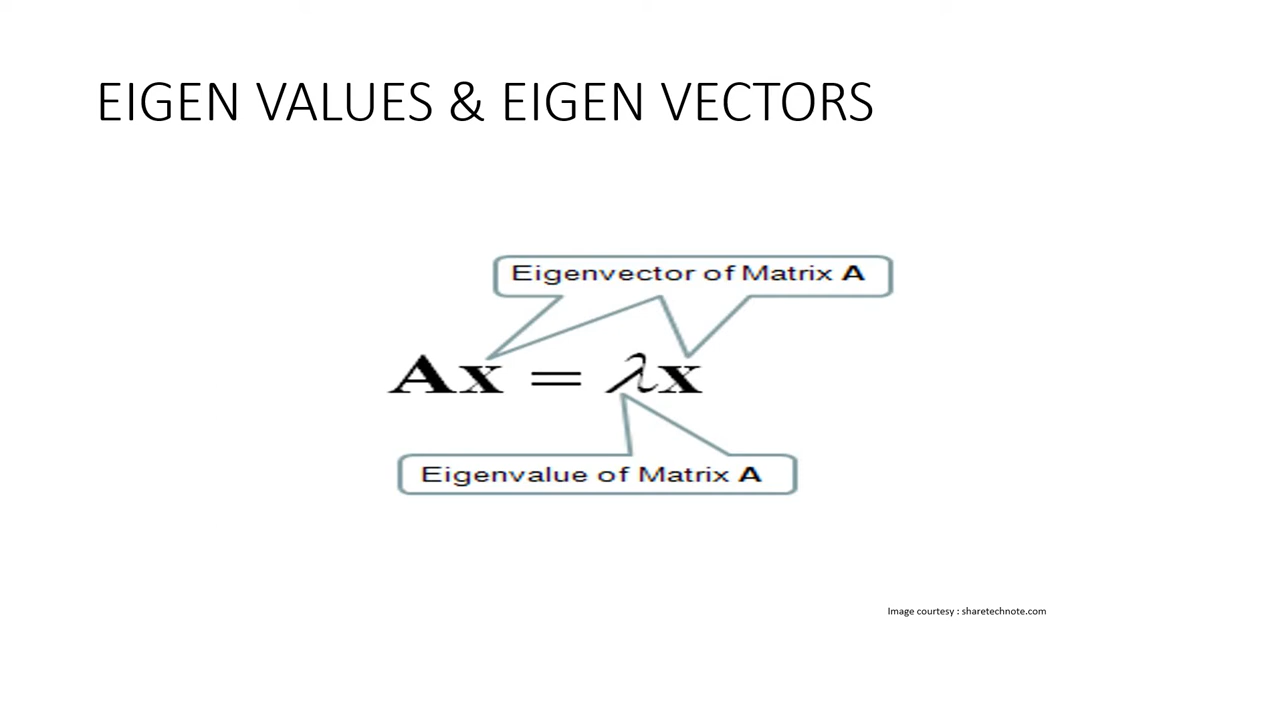 EIGEN VALUES & EIGEN VECTORS
Eigenvector of Matrix A
Ax = λx
Eigenvalue of Matrix A
Image courtesy : sharetechnote.com